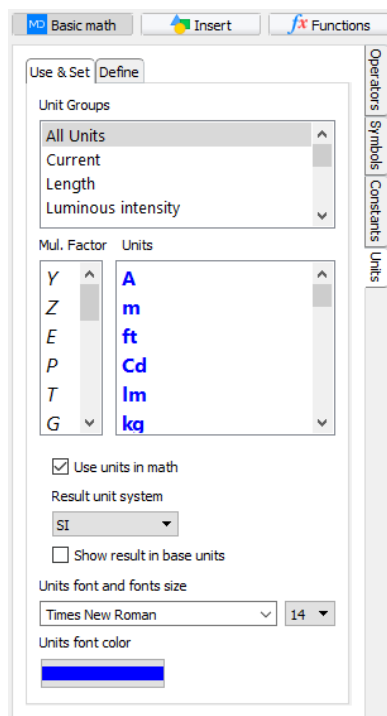 MD Basic math Insert fx Functions
Use & Set Define
Unit Groups
All Units
Current
Length
Luminous intensity
Mul. Factor Units
Y A
Z m
E ft
P Cd
T lm
G kg
Use units in math
Result unit system
SI
Show result in base units
Units font and fonts size
Times New Roman 14
Units font color
Operators
Symbols
Constants
Units